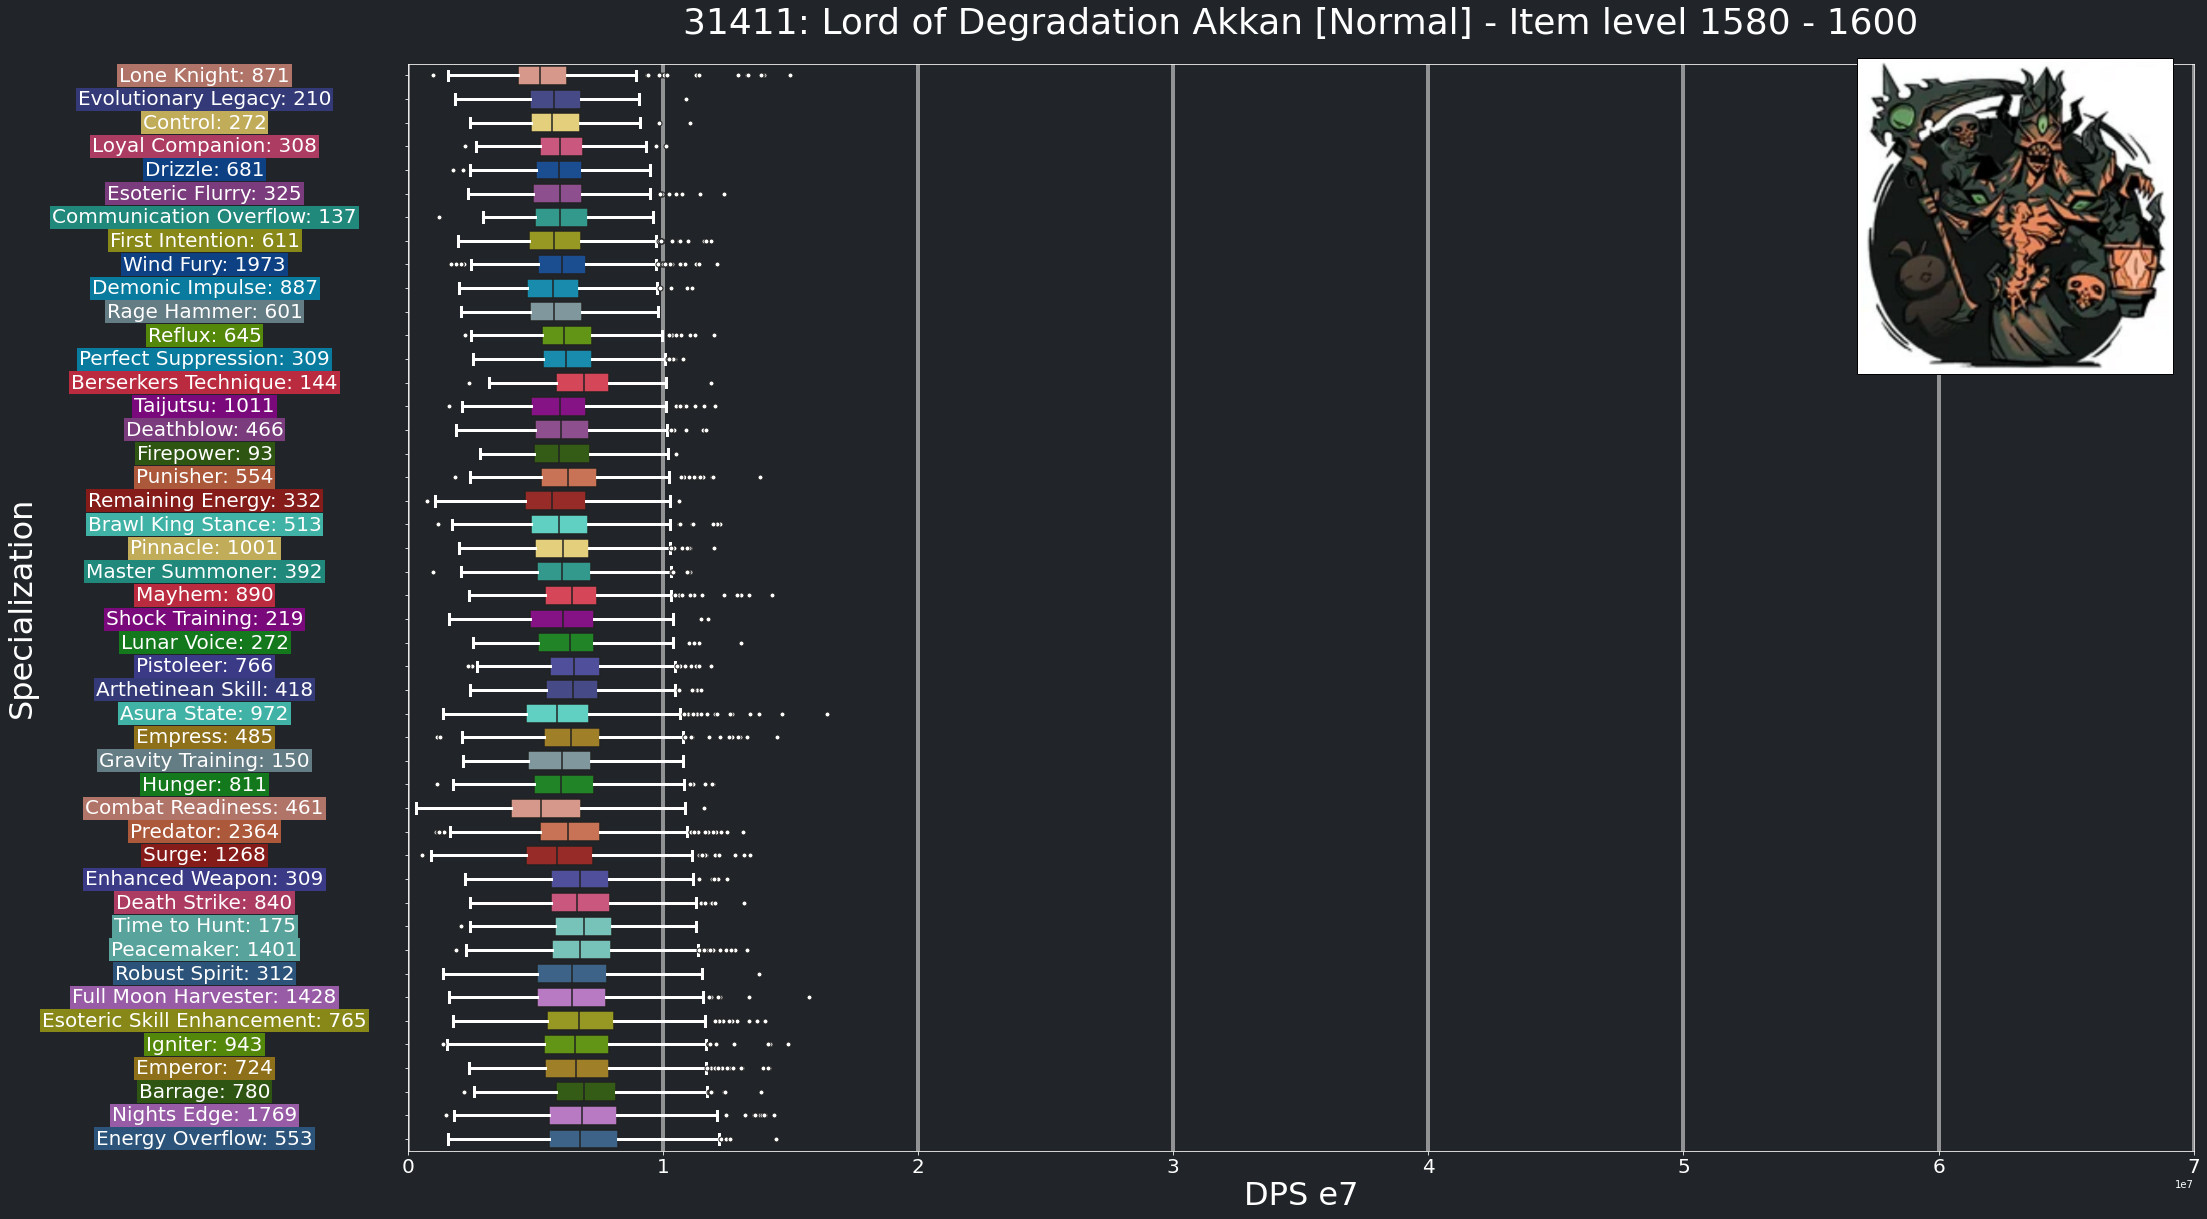 31411: Lord of Degradation Akkan [Normal] - Item level 1580 - 1600
Specialization
Lone Knight: 871
Evolutionary Legacy: 210
Control: 272
Loyal Companion: 308
Drizzle: 681
Esoteric Flurry: 325
Communication Overflow: 137
First Intention: 611
Wind Fury: 1973
Demonic Impulse: 887
Rage Hammer: 601
Reflux: 645
Perfect Suppression: 309
Berserkers Technique: 144
Taijutsu: 1011
Deathblow: 466
Firepower: 93
Punisher: 554
Remaining Energy: 332
Brawl King Stance: 513
Pinnacle: 1001
Master Summoner: 392
Mayhem: 890
Shock Training: 219
Lunar Voice: 272
Pistoleer: 766
Arthetinean Skill: 418
Asura State: 972
Empress: 485
Gravity Training: 150
Hunger: 811
Combat Readiness: 461
Predator: 2364
Surge: 1268
Enhanced Weapon: 309
Death Strike: 840
Time to Hunt: 175
Peacemaker: 1401
Robust Spirit: 312
Full Moon Harvester: 1428
Esoteric Skill Enhancement: 765
Igniter: 943
Emperor: 724
Barrage: 780
Nights Edge: 1769
Energy Overflow: 553
0 1 2 3 4 5 6 7
DPS e7
1e7